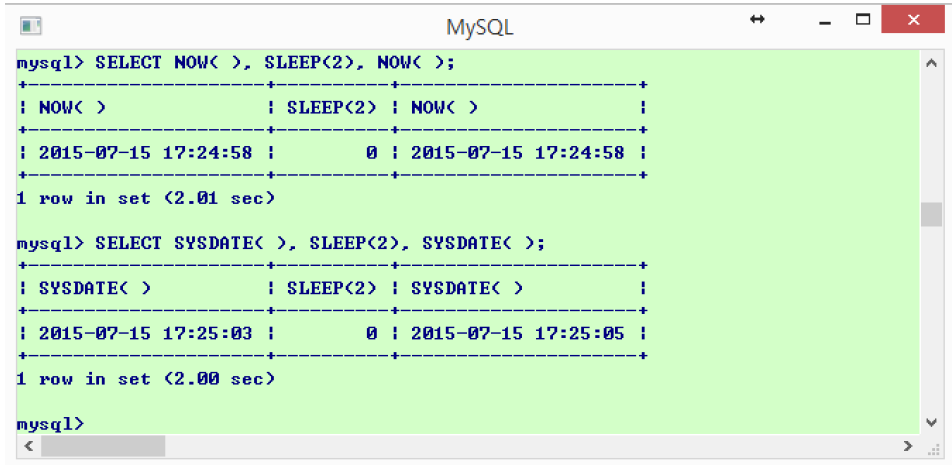 MySQL
mysql> SELECT NOW( ), SLEEP(2), NOW( );
+---------------------+----------+---------------------+
| NOW( )              | SLEEP(2) | NOW( )              |
+---------------------+----------+---------------------+
| 2015-07-15 17:24:58 |        0 | 2015-07-15 17:24:58 |
+---------------------+----------+---------------------+
1 row in set (2.01 sec)
mysql> SELECT SYSDATE( ), SLEEP(2), SYSDATE( );
+---------------------+----------+---------------------+
| SYSDATE( )          | SLEEP(2) | SYSDATE( )          |
+---------------------+----------+---------------------+
| 2015-07-15 17:25:03 |        0 | 2015-07-15 17:25:05 |
+---------------------+----------+---------------------+
1 row in set (2.00 sec)
mysql>